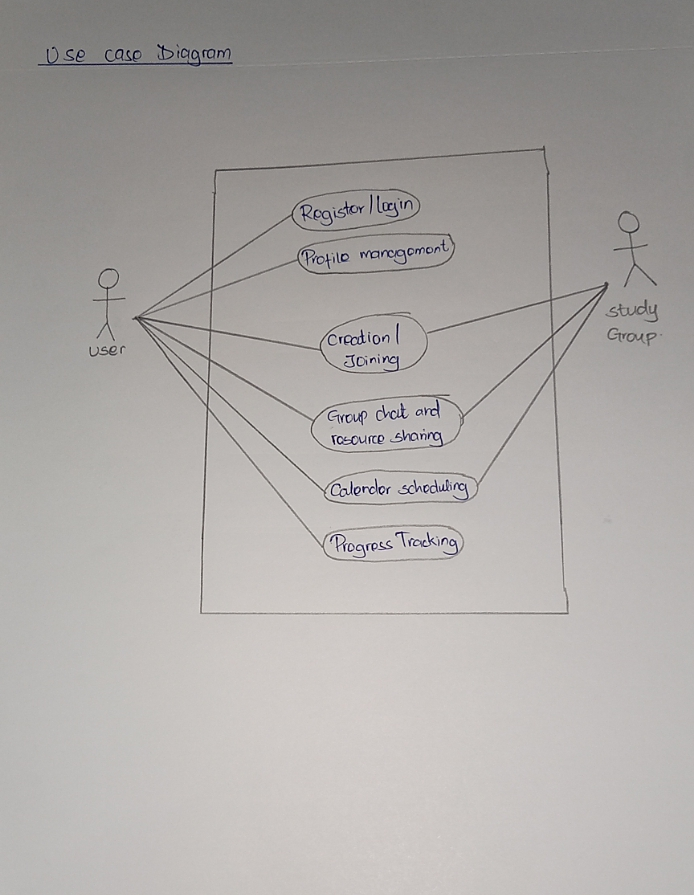 Use case Diagram
Register/login
Profile management
Creation/
Joining
Group chat and
resource sharing
Calendar scheduling
Progress Tracking
user
study
Group.